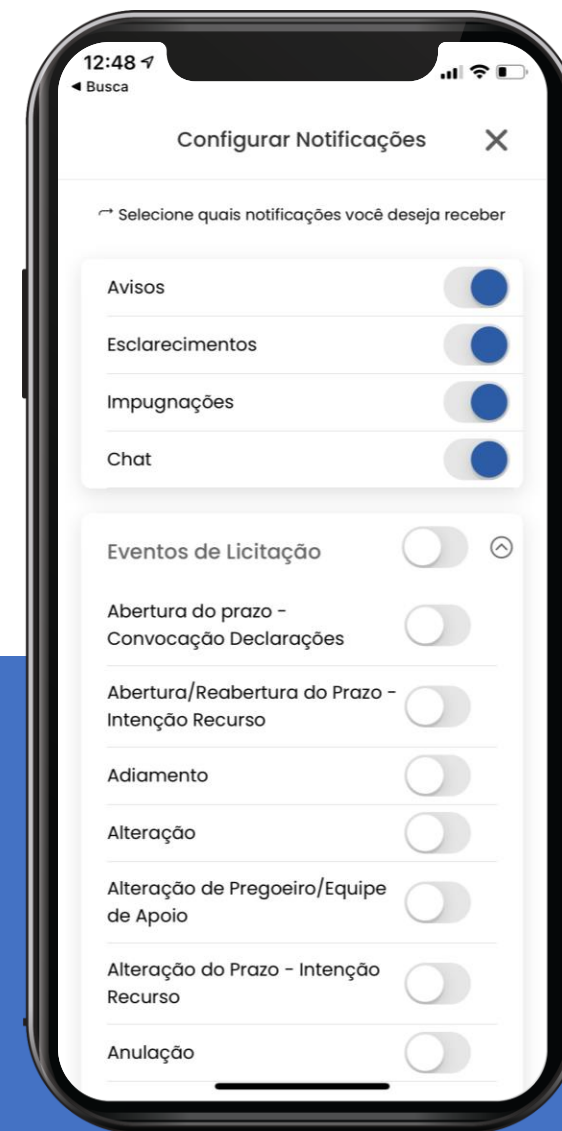 12:48
◄ Busca
Configurar Notificações
Selecione quais notificações você deseja receber
Avisos
Esclarecimentos
Impugnações
Chat
Eventos de Licitação
Abertura do prazo -
Convocação Declarações
Abertura/Reabertura do Prazo -
Intenção Recurso
Adiamento
Alteração
Alteração de Pregoeiro/Equipe
de Apoio
Alteração do Prazo - Intenção
Recurso
Anulação